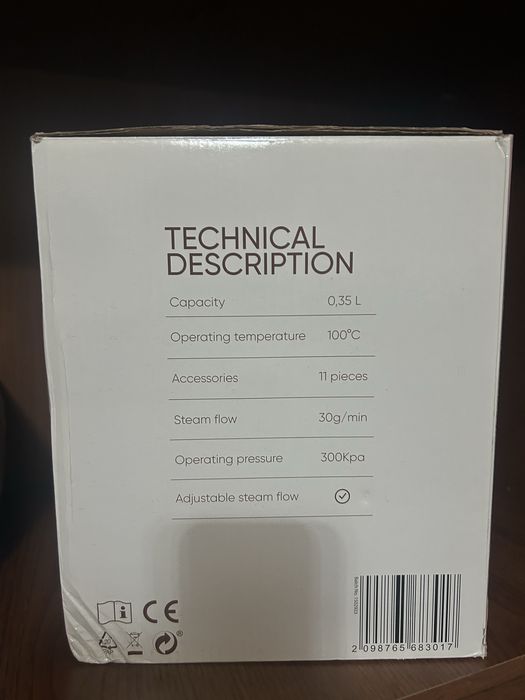 TECHNICAL
DESCRIPTION
Capacity 0,35 L
Operating temperature 100°C
Accessories 11 pieces
Steam flow 30g/min
Operating pressure 300Kpa
Adjustable steam flow
CE
2 098765 683017